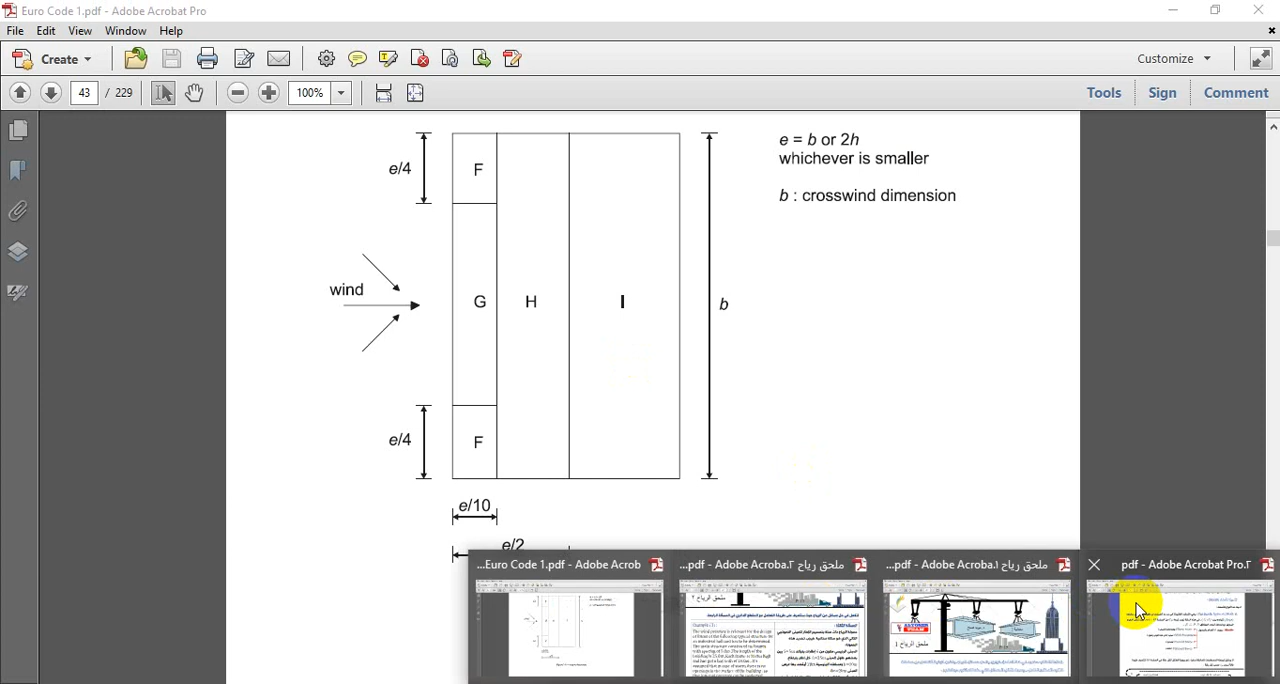 Euro Code 1.pdf - Adobe Acrobat Pro
File Edit View Window Help
Create
Customize
43 / 229
100%
Tools Sign Comment
e/4
F
e = b or 2h
whichever is smaller
b : crosswind dimension
wind
G H I
b
e/4
F
e/10
e/2
...Euro Code 1.pdf - Adobe Acrob
...pdf - Adobe Acroba.ملحق رياح ٢
...pdf - Adobe Acroba.ملحق رياح ١
pdf - Adobe Acrobat Pro.٢